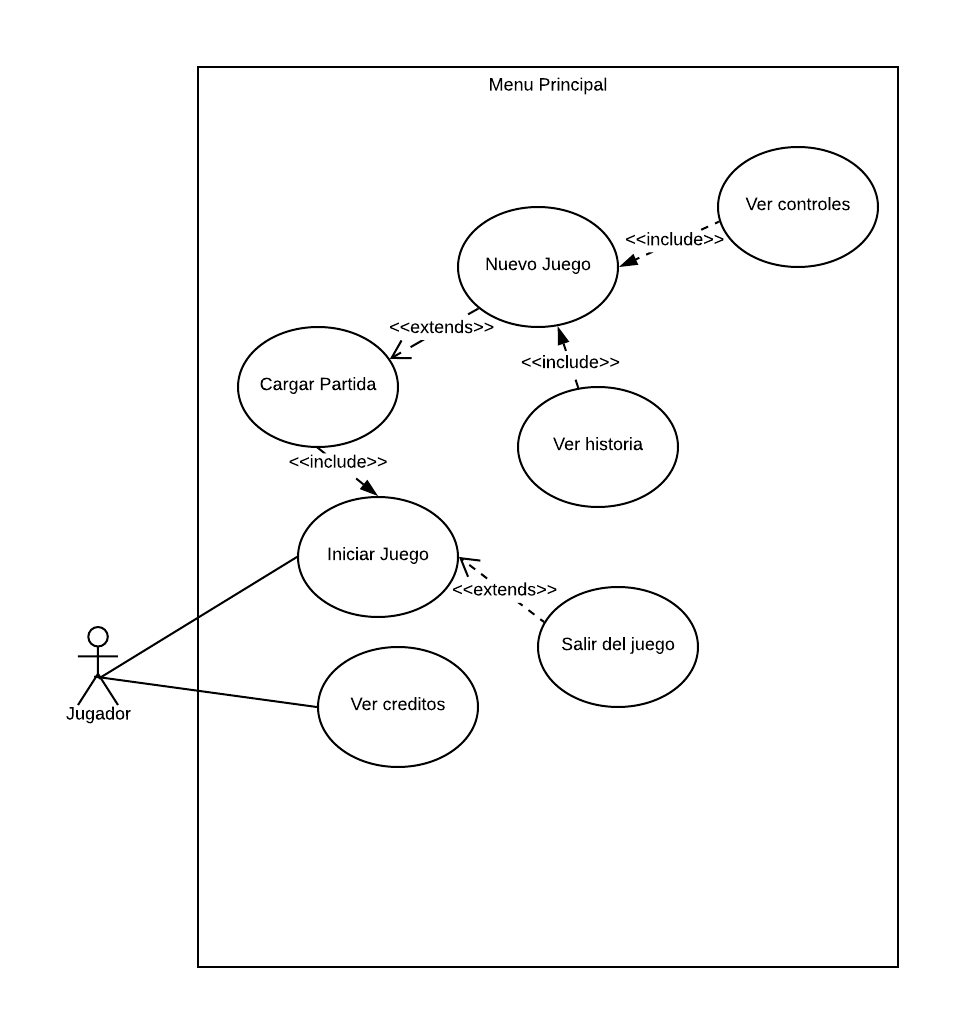 Menu Principal
Ver controles
<<include>>
Nuevo Juego
<<extends>>
<<include>>
Cargar Partida
Ver historia
<<include>>
Iniciar Juego
<<extends>>
Salir del juego
Ver creditos
Jugador